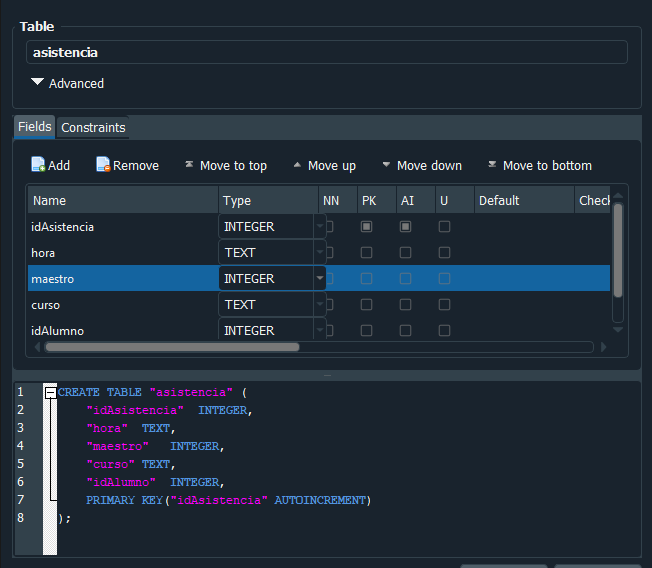 Table
asistencia
Advanced
Fields Constraints
Add Remove Move to top Move up Move down Move to bottom
Name Type NN PK AI U Default Check
idAsistencia INTEGER
hora TEXT
maestro INTEGER
curso TEXT
idAlumno INTEGER
1 CREATE TABLE "asistencia" (
2 "idAsistencia" INTEGER,
3 "hora" TEXT,
4 "maestro" INTEGER,
5 "curso" TEXT,
6 "idAlumno" INTEGER,
7 PRIMARY KEY("idAsistencia" AUTOINCREMENT)
8 );